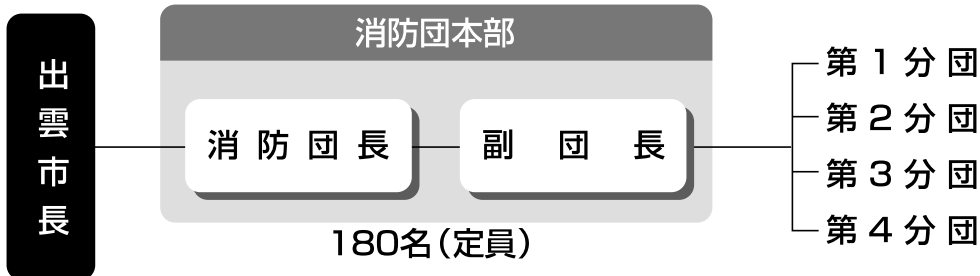 出雲市長
消防団本部
消防団長
副団長
180名(定員)
第1分団
第2分団
第3分団
第4分団